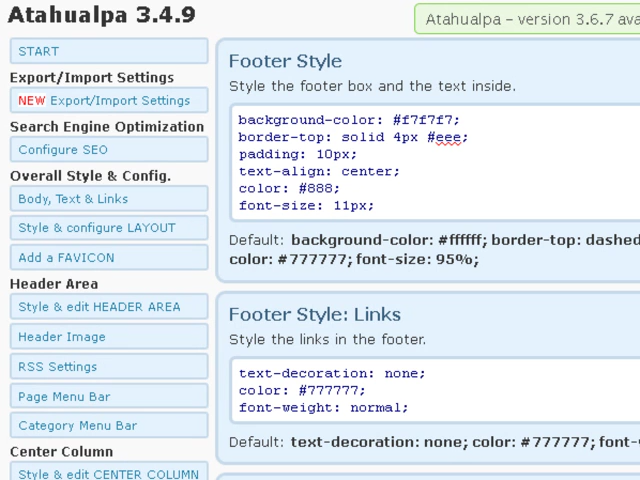 Atahualpa 3.4.9
Atahualpa – version 3.6.7
START
Export/Import Settings
NEW Export/Import Settings
Search Engine Optimization
Configure SEO
Overall Style & Config.
Body, Text & Links
Style & configure LAYOUT
Add a FAVICON
Header Area
Style & edit HEADER AREA
Header Image
RSS Settings
Page Menu Bar
Category Menu Bar
Center Column
Style & edit CENTER COLUMN
Footer Style
Style the footer box and the text inside.
background-color: #f7f7f7;
border-top: solid 4px #eee;
padding: 10px;
text-align: center;
color: #888;
font-size: 11px;
Default: background-color: #ffffff; border-top: dashed
color: #777777; font-size: 95%;
Footer Style: Links
Style the links in the footer.
text-decoration: none;
color: #777777;
font-weight: normal;
Default: text-decoration: none; color: #777777;